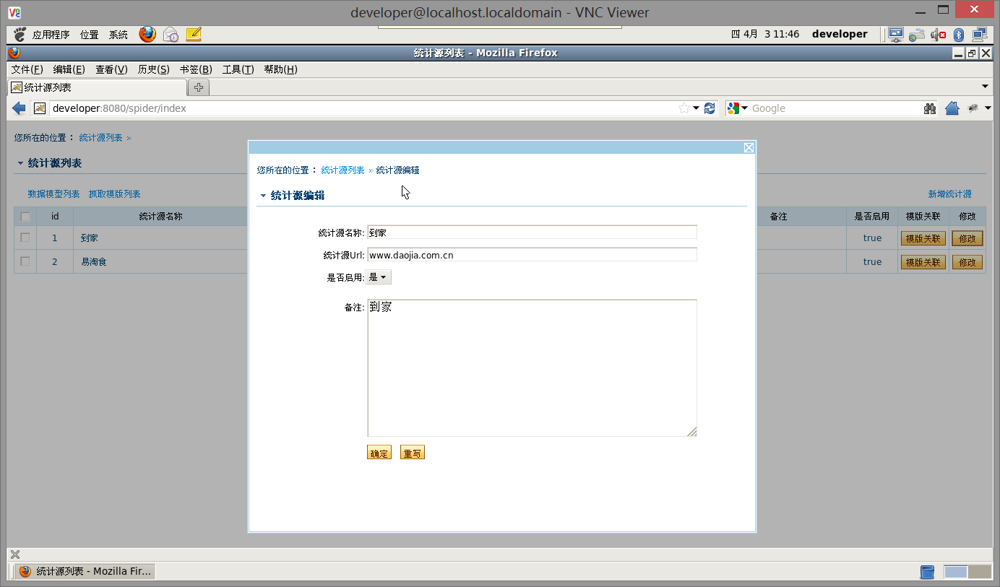 developer@localhost.localdomain - VNC Viewer
应用程序 位置 系统 四 4月 3 11:46 developer
统计源列表 - Mozilla Firefox
文件(F) 编辑(E) 查看(V) 历史(S) 书签(B) 工具(T) 帮助(H)
统计源列表
developer:8080/spider/index Google
您所在的位置： 统计源列表 »
统计源列表
数据模型列表 抓取模版列表 新增统计源
id 统计源名称 备注 是否启用 模版关联 修改
1 到家 true 模版关联 修改
2 易淘食 true 模版关联 修改
您所在的位置： 统计源列表 » 统计源编辑
统计源编辑
统计源名称: 到家
统计源Url: www.daojia.com.cn
是否启用: 是
备注: 到家
确定 重写
统计源列表 - Mozilla Fir...